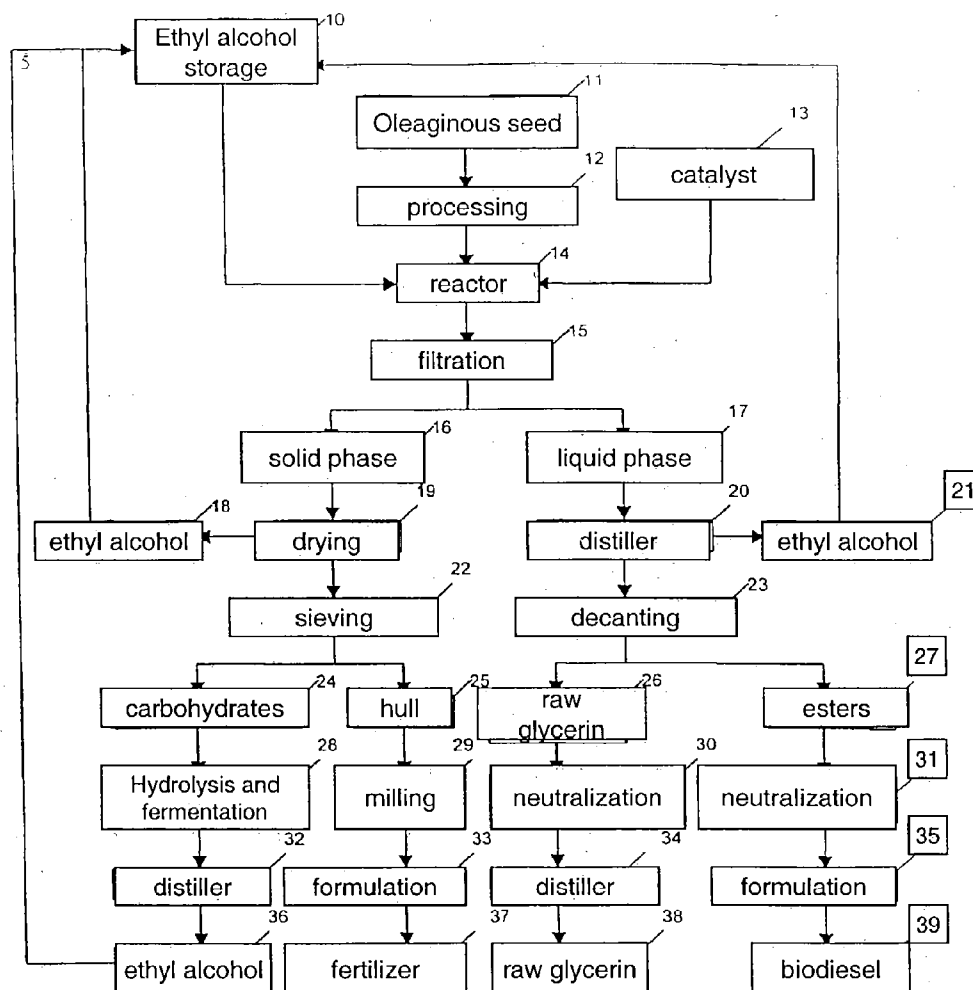 10
5
Ethyl alcohol
storage
11
Oleaginous seed
13
catalyst
12
processing
14
reactor
15
filtration
16
solid phase
17
liquid phase
18
ethyl alcohol
19
drying
20
distiller
21
ethyl alcohol
22
sieving
23
decanting
24
carbohydrates
25
hull
26
raw
glycerin
27
esters
28
Hydrolysis and
fermentation
29
milling
30
neutralization
31
neutralization
32
distiller
33
formulation
34
distiller
35
formulation
36
ethyl alcohol
37
fertilizer
38
raw glycerin
39
biodiesel